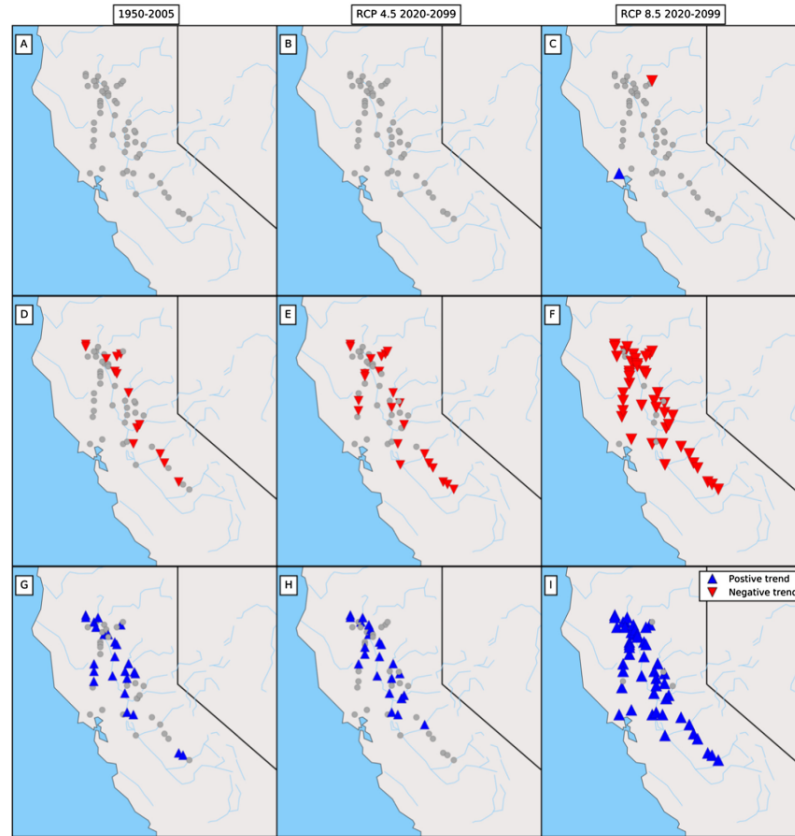 1950-2005
RCP 4.5 2020-2099
RCP 8.5 2020-2099
A
B
C
D
E
F
G
H
I
Postive trend
Negative trend